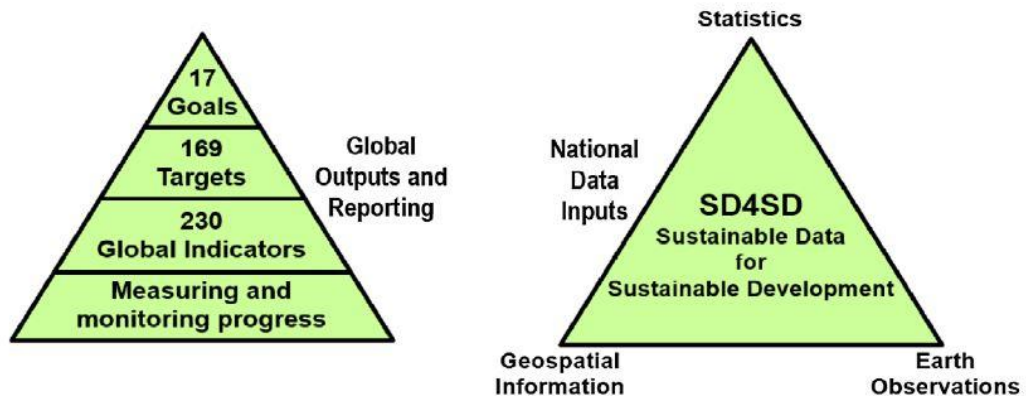 17
Goals
169
Targets
230
Global Indicators
Measuring and
monitoring progress
Global
Outputs and
Reporting
Statistics
National
Data
Inputs
SD4SD
Sustainable Data
for
Sustainable Development
Geospatial
Information
Earth
Observations